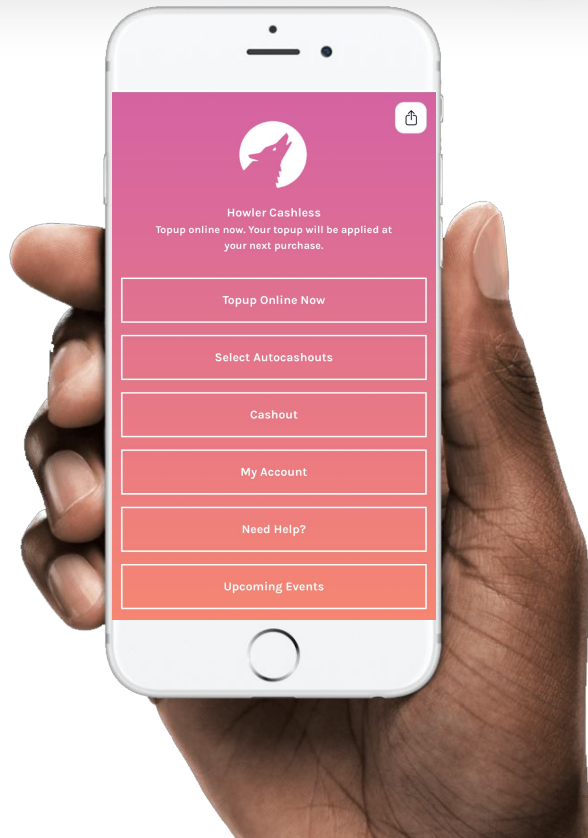 Howler Cashless
Topup online now. Your topup will be applied at
your next purchase.
Topup Online Now
Select Autocashouts
Cashout
My Account
Need Help?
Upcoming Events